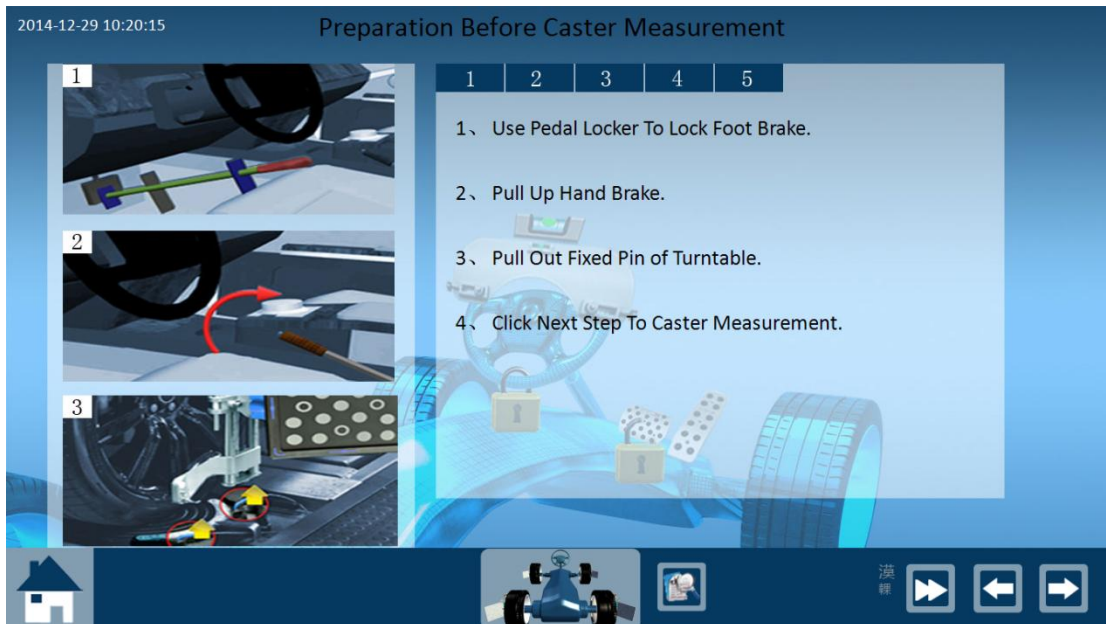 2014-12-29 10:20:15
Preparation Before Caster Measurement
1
2
3
1 2 3 4 5
1、 Use Pedal Locker To Lock Foot Brake.
2、 Pull Up Hand Brake.
3、 Pull Out Fixed Pin of Turntable.
4、 Click Next Step To Caster Measurement.